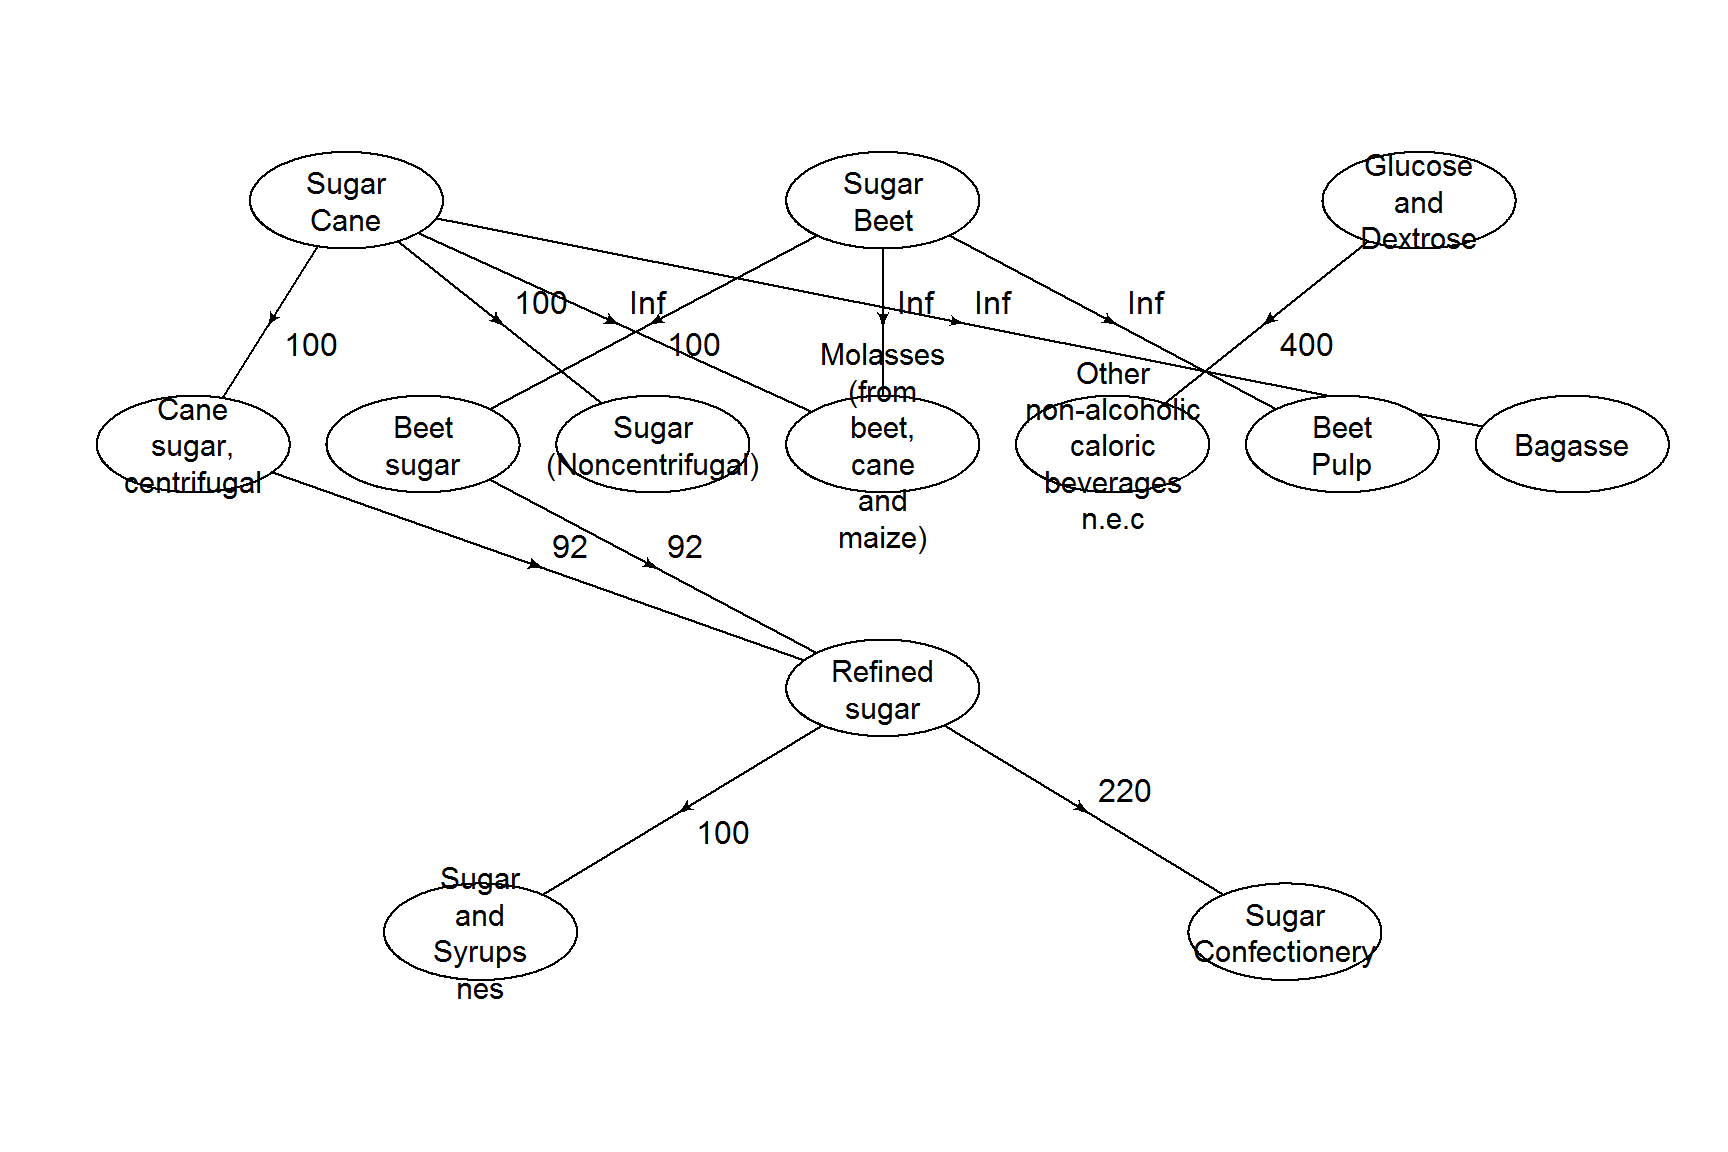 Sugar
Cane
Sugar
Beet
Glucose
and
Dextrose
100
Inf
Inf
Inf
Inf
100
100
400
Cane
sugar,
centrifugal
Beet
sugar
Sugar
(Noncentrifugal)
Molasses
(from
beet,
cane
and
maize)
Other
non-alcoholic
caloric
beverages
n.e.c
Beet
Pulp
Bagasse
92
92
Refined
sugar
220
100
Sugar
and
Syrups
nes
Sugar
Confectionery